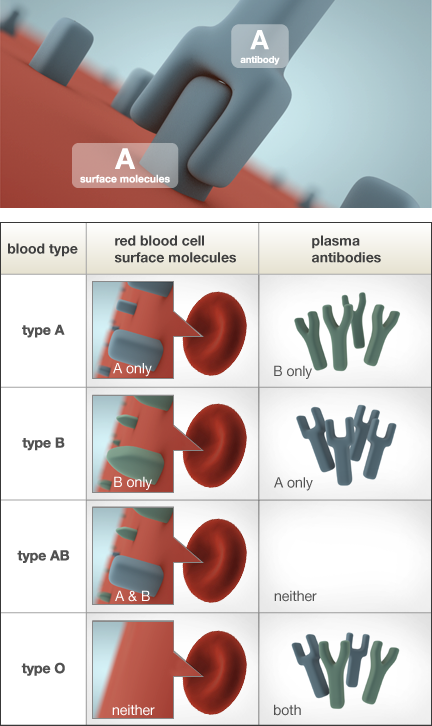 A
antibody
A
surface molecules
blood type
red blood cell
surface molecules
plasma
antibodies
type A
A only
B only
type B
B only
A only
type AB
A & B
neither
type O
neither
both